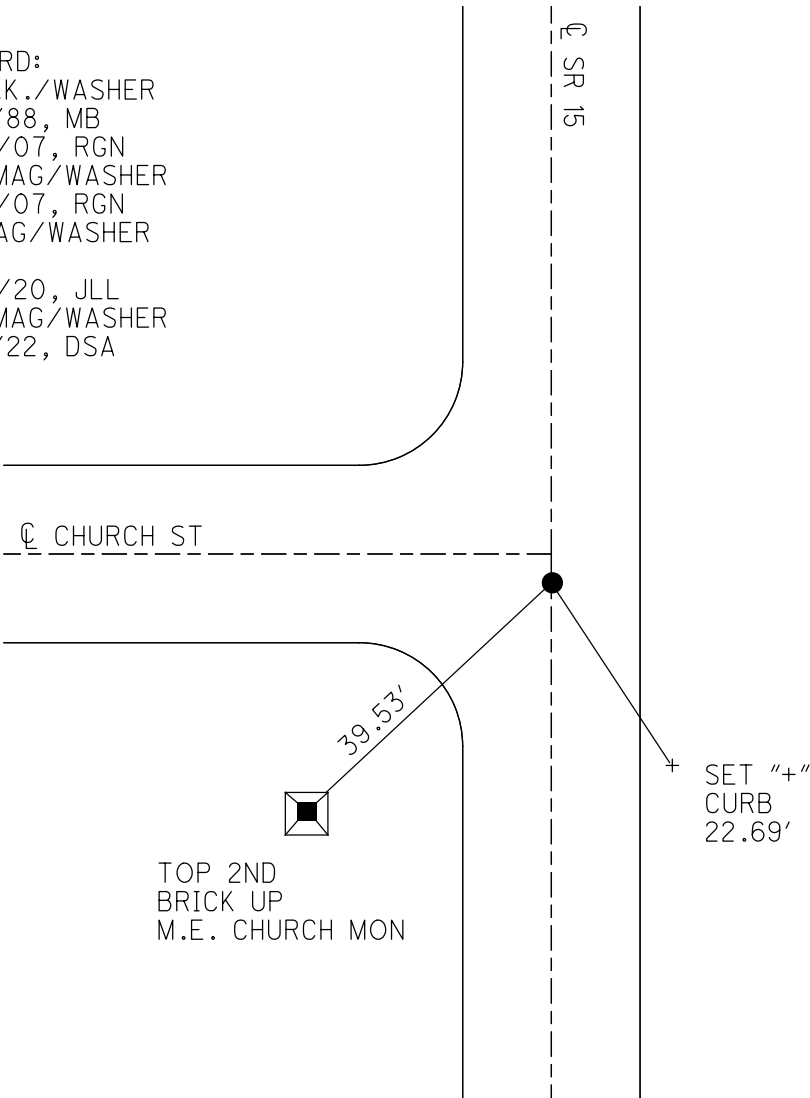 RD:
K./WASHER
/88, MB
/07, RGN
MAG/WASHER
/07, RGN
AG/WASHER
/20, JLL
MAG/WASHER
/22, DSA
℄ SR 15
℄ CHURCH ST
39.53'
SET "+"
CURB
22.69'
TOP 2ND
BRICK UP
M.E. CHURCH MON